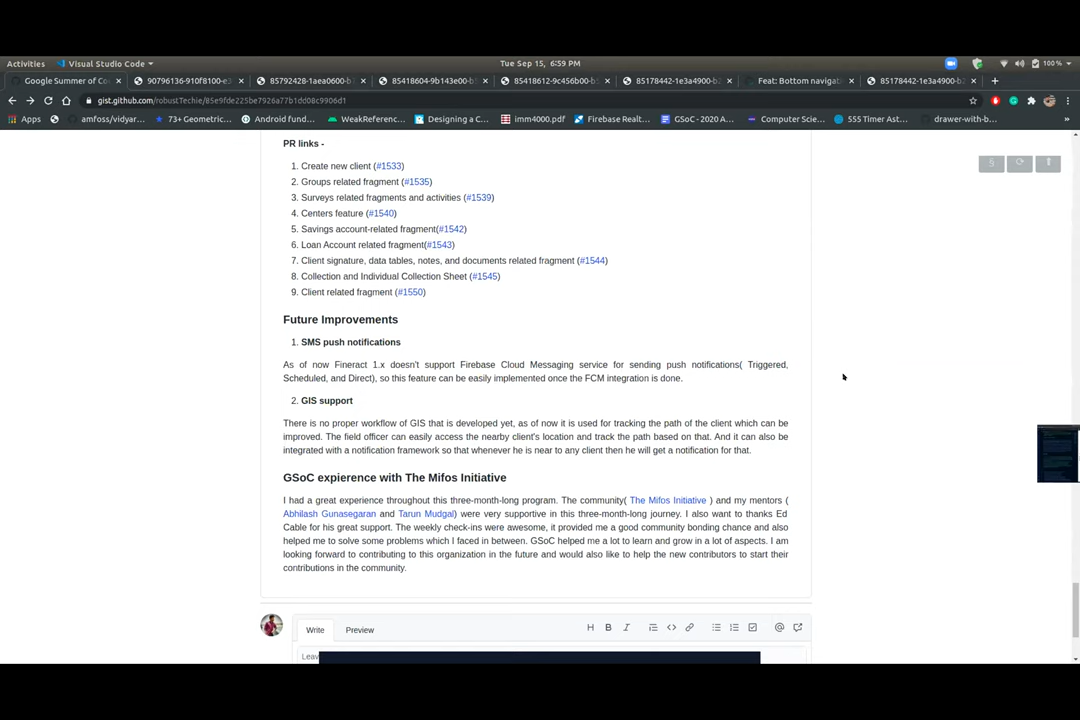 Activities Visual Studio Code Tue Sep 15, 6:59 PM 100 %
Google Summer of Co 90796136-910f8100-e3 85792428-1aea0600-b 85418604-9b143e00-b 85418612-9c456b00-b5 85178442-1e3a4900-b2 Feat: Bottom navigat 85178442-1e3a4900-b2
gist.github.com/robustTechie/85e9fde225be7926a77b1dd08c9906d1
Apps amfoss/vidyar... 73+ Geometric... Android fund... WeakReferenc... Designing a C... imm4000.pdf Firebase Realt... GSoC - 2020 A... Computer Scie... 555 Timer Ast... drawer-with-b... »
PR links -
1. Create new client (#1533)
2. Groups related fragment (#1535)
3. Surveys related fragments and activities (#1539)
4. Centers feature (#1540)
5. Savings account-related fragment(#1542)
6. Loan Account related fragment(#1543)
7. Client signature, data tables, notes, and documents related fragment (#1544)
8. Collection and Individual Collection Sheet (#1545)
9. Client related fragment (#1550)
Future Improvements
1. SMS push notifications
As of now Fineract 1.x doesn't support Firebase Cloud Messaging service for sending push notifications( Triggered,
Scheduled, and Direct), so this feature can be easily implemented once the FCM integration is done.
2. GIS support
There is no proper workflow of GIS that is developed yet, as of now it is used for tracking the path of the client which can be
improved. The field officer can easily access the nearby client's location and track the path based on that. And it can also be
integrated with a notification framework so that whenever he is near to any client then he will get a notification for that.
GSoC expierence with The Mifos Initiative
I had a great experience throughout this three-month-long program. The community( The Mifos Initiative ) and my mentors (
Abhilash Gunasegaran and Tarun Mudgal) were very supportive in this three-month-long journey. I also want to thanks Ed
Cable for his great support. The weekly check-ins were awesome, it provided me a good community bonding chance and also
helped me to solve some problems which I faced in between. GSoC helped me a lot to learn and grow in a lot of aspects. I am
looking forward to contributing to this organization in the future and would also like to help the new contributors to start their
contributions in the community.
Write Preview
Leav